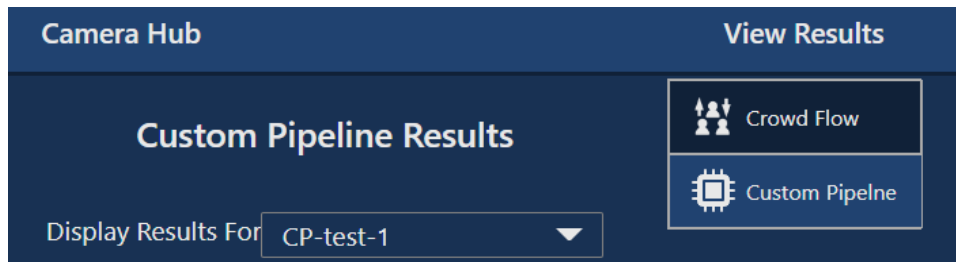 Camera Hub
View Results
Custom Pipeline Results
Crowd Flow
Custom Pipelne
Display Results For
CP-test-1